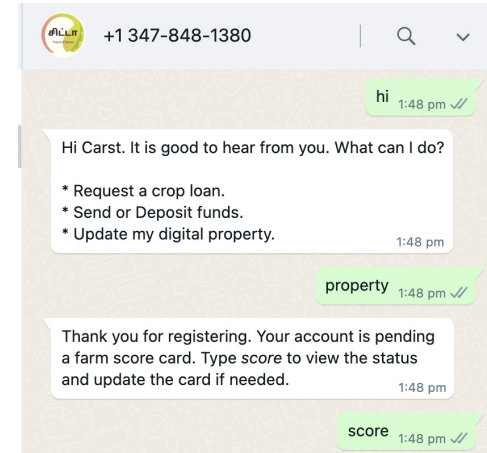 சிட்டா
+1 347-848-1380
hi
1:48 pm
Hi Carst. It is good to hear from you. What can I do?
* Request a crop loan.
* Send or Deposit funds.
* Update my digital property.
1:48 pm
property
1:48 pm
Thank you for registering. Your account is pending
a farm score card. Type score to view the status
and update the card if needed.
1:48 pm
score
1:48 pm